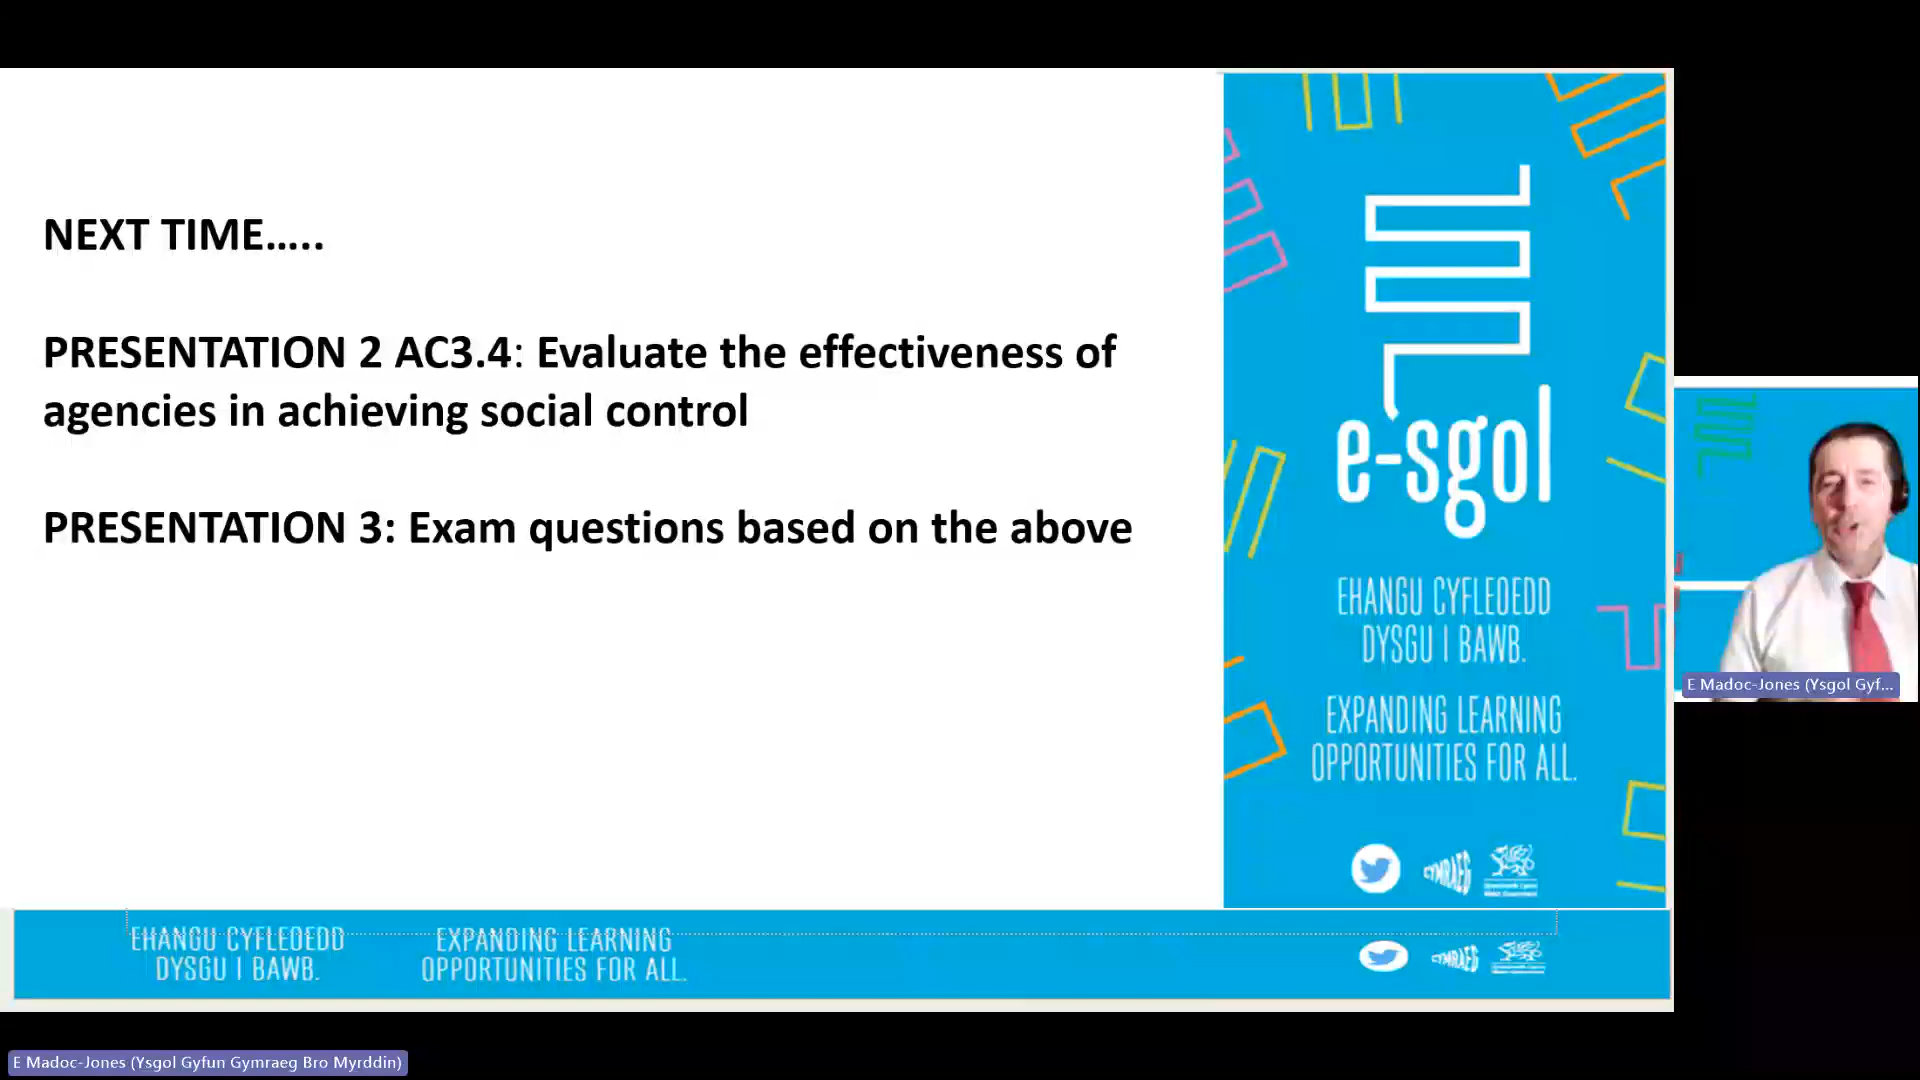 NEXT TIME…..
PRESENTATION 2 AC3.4: Evaluate the effectiveness of
agencies in achieving social control
PRESENTATION 3: Exam questions based on the above
e-sgol
EHANGU CYFLEOEDD
DYSGU I BAWB.
EXPANDING LEARNING
OPPORTUNITIES FOR ALL.
CYMRAEG
E Madoc-Jones (Ysgol Gyf...
EHANGU CYFLEOEDD
DYSGU I BAWB.
EXPANDING LEARNING
OPPORTUNITIES FOR ALL.
CYMRAEG
E Madoc-Jones (Ysgol Gyfun Gymraeg Bro Myrddin)